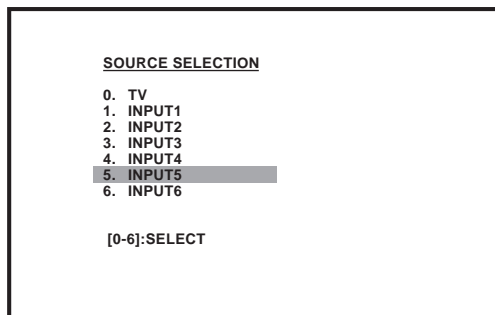 SOURCE SELECTION
0. TV
1. INPUT1
2. INPUT2
3. INPUT3
4. INPUT4
5. INPUT5
6. INPUT6
[0-6]:SELECT